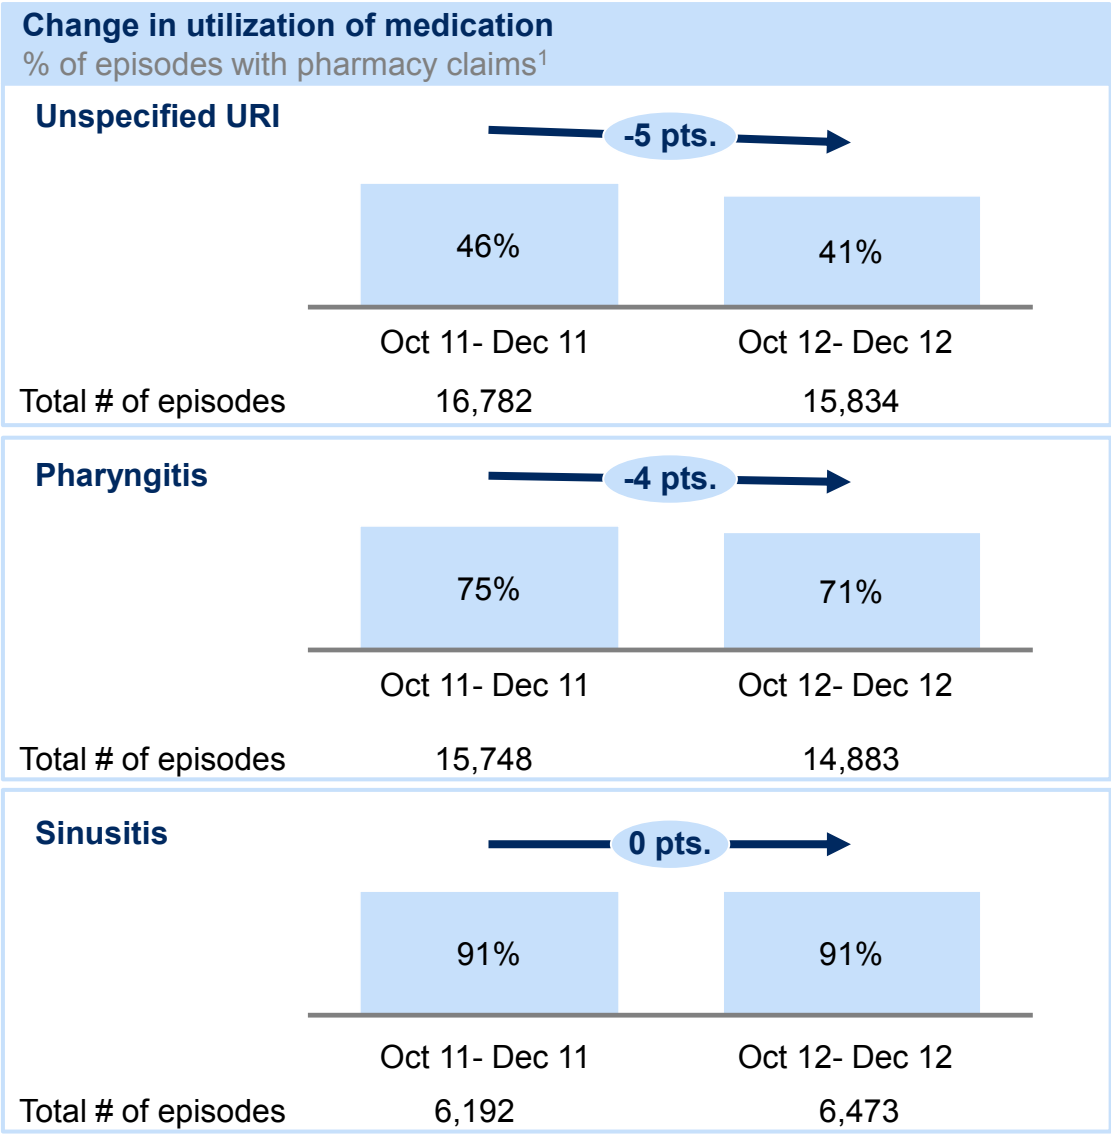 Change in utilization of medication
% of episodes with pharmacy claims1
Unspecified URI
-5 pts.
46%
41%
Oct 11- Dec 11
Oct 12- Dec 12
Total # of episodes
16,782
15,834
Pharyngitis
-4 pts.
75%
71%
Oct 11- Dec 11
Oct 12- Dec 12
Total # of episodes
15,748
14,883
Sinusitis
0 pts.
91%
91%
Oct 11- Dec 11
Oct 12- Dec 12
Total # of episodes
6,192
6,473